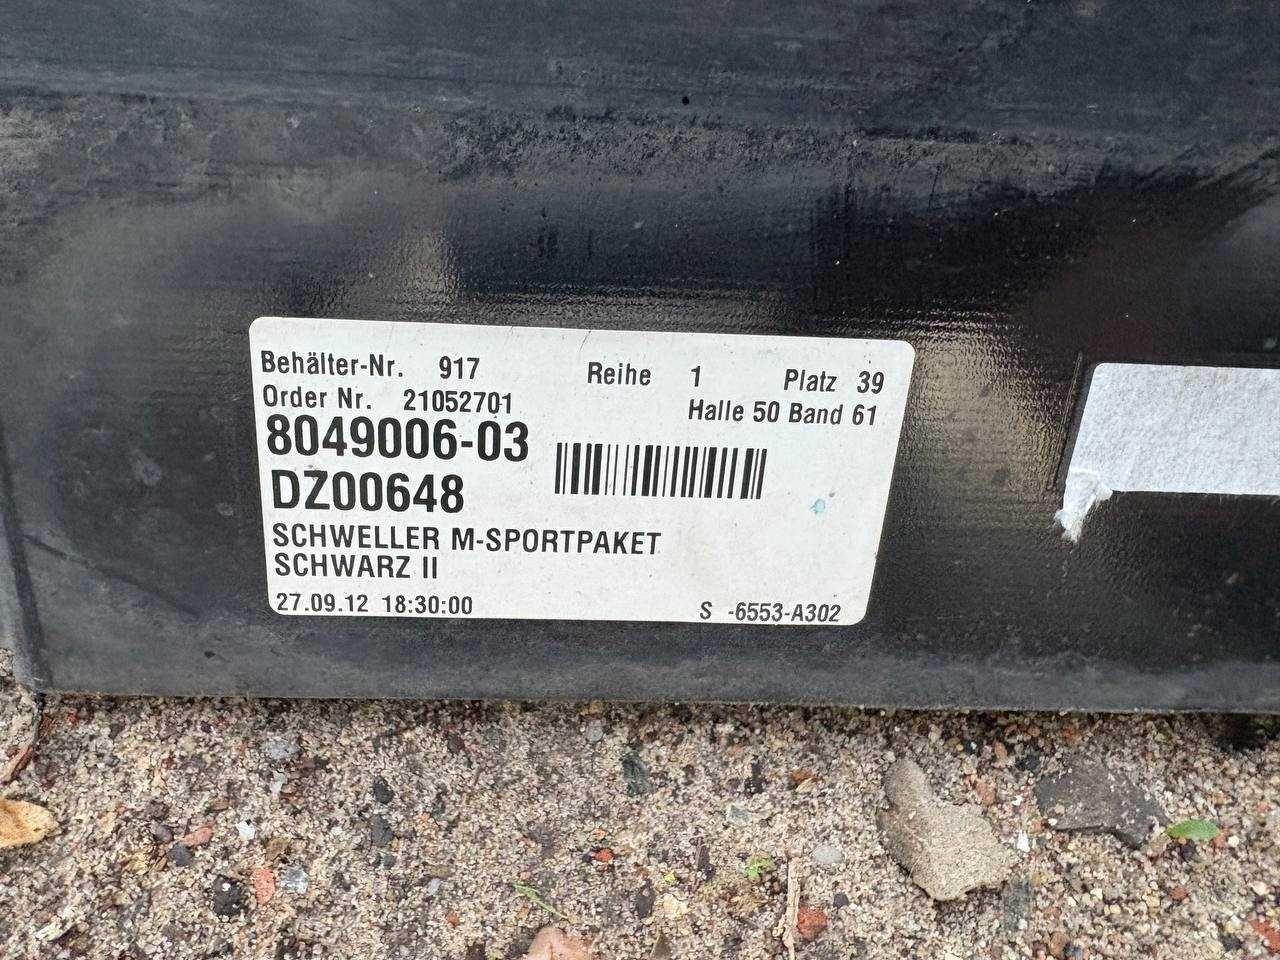 Behälter-Nr. 917 Reihe 1 Platz 39
Order Nr. 21052701 Halle 50 Band 61
8049006-03
DZ00648
SCHWELLER M-SPORTPAKET
SCHWARZ II
27.09.12 18:30:00 S -6553-A302